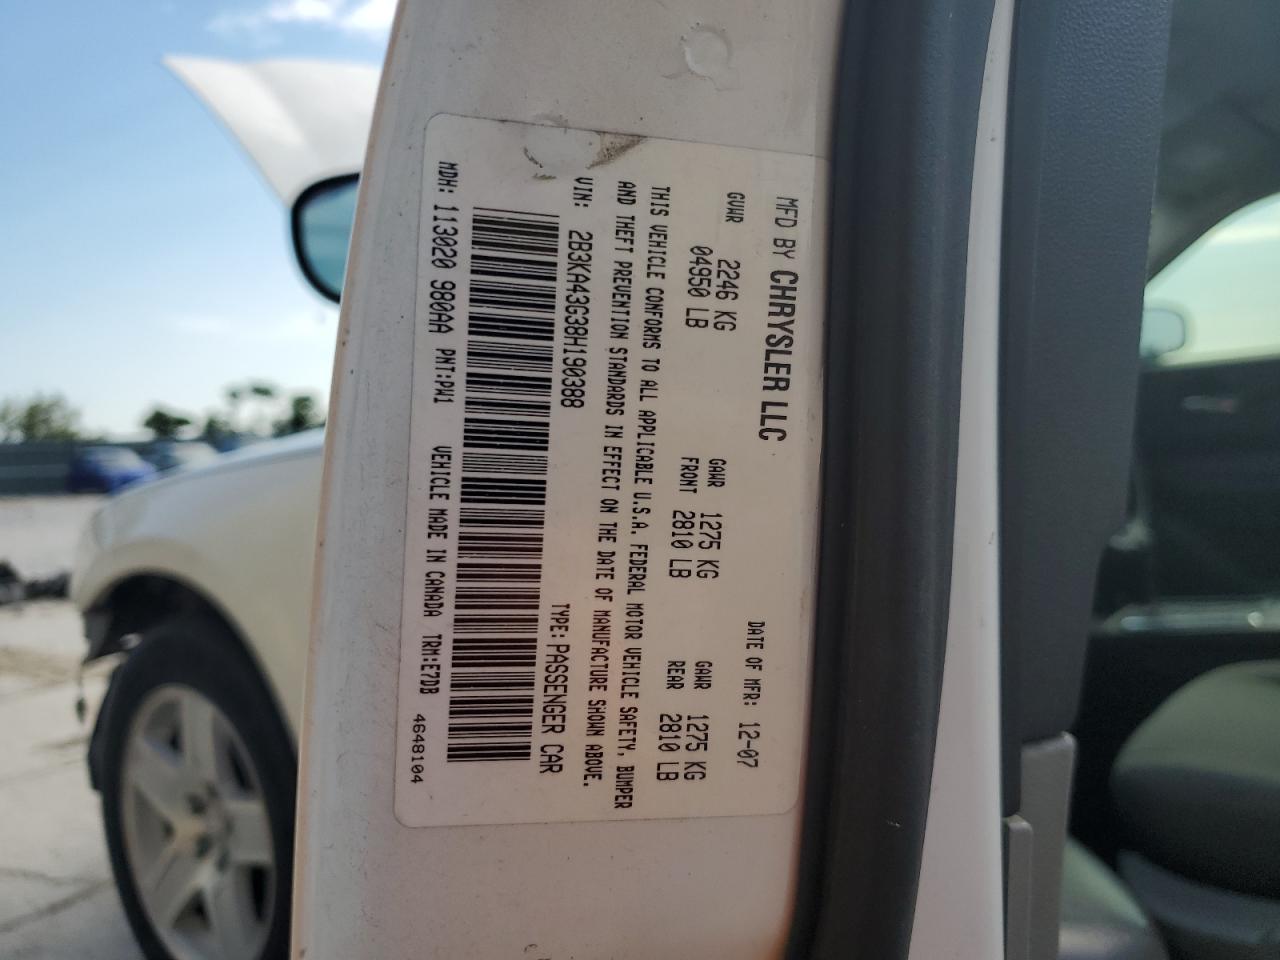 MFD BY CHRYSLER LLC
DATE OF MFR: 12-07
GVWR 2246 KG
04950 LB
GAWR 1275 KG
FRONT 2810 LB
GAWR 1275 KG
REAR 2810 LB
THIS VEHICLE CONFORMS TO ALL APPLICABLE U.S.A. FEDERAL MOTOR VEHICLE SAFETY, BUMPER
AND THEFT PREVENTION STANDARDS IN EFFECT ON THE DATE OF MANUFACTURE SHOWN ABOVE.
VIN: 2B3KA43G38H190388
TYPE: PASSENGER CAR
MDH: 113020 980AA PNT:PW1 VEHICLE MADE IN CANADA TRM:E7DB 4648104